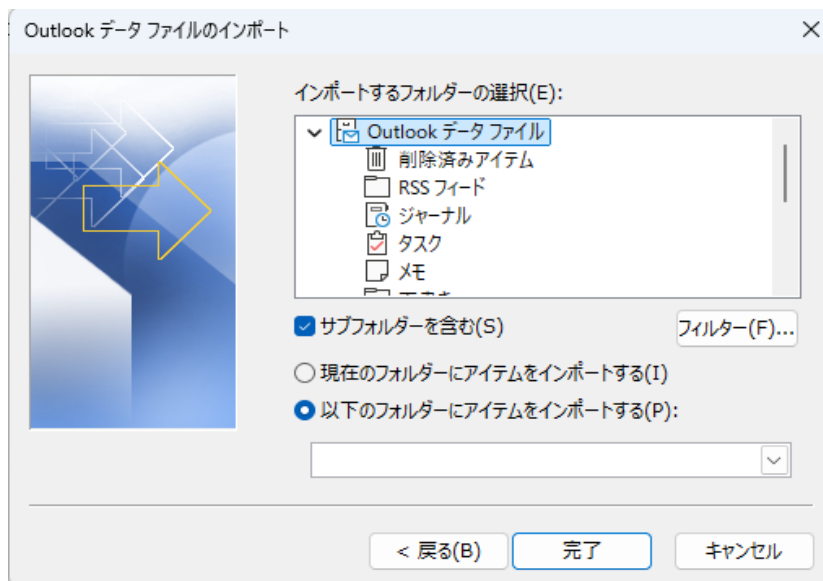 Outlook データ ファイルのインポート
インポートするフォルダーの選択(E):
Outlook データ ファイル
削除済みアイテム
RSS フィード
ジャーナル
タスク
メモ
サブフォルダーを含む(S)
フィルター(F)...
現在のフォルダーにアイテムをインポートする(I)
以下のフォルダーにアイテムをインポートする(P):
< 戻る(B)
完了
キャンセル